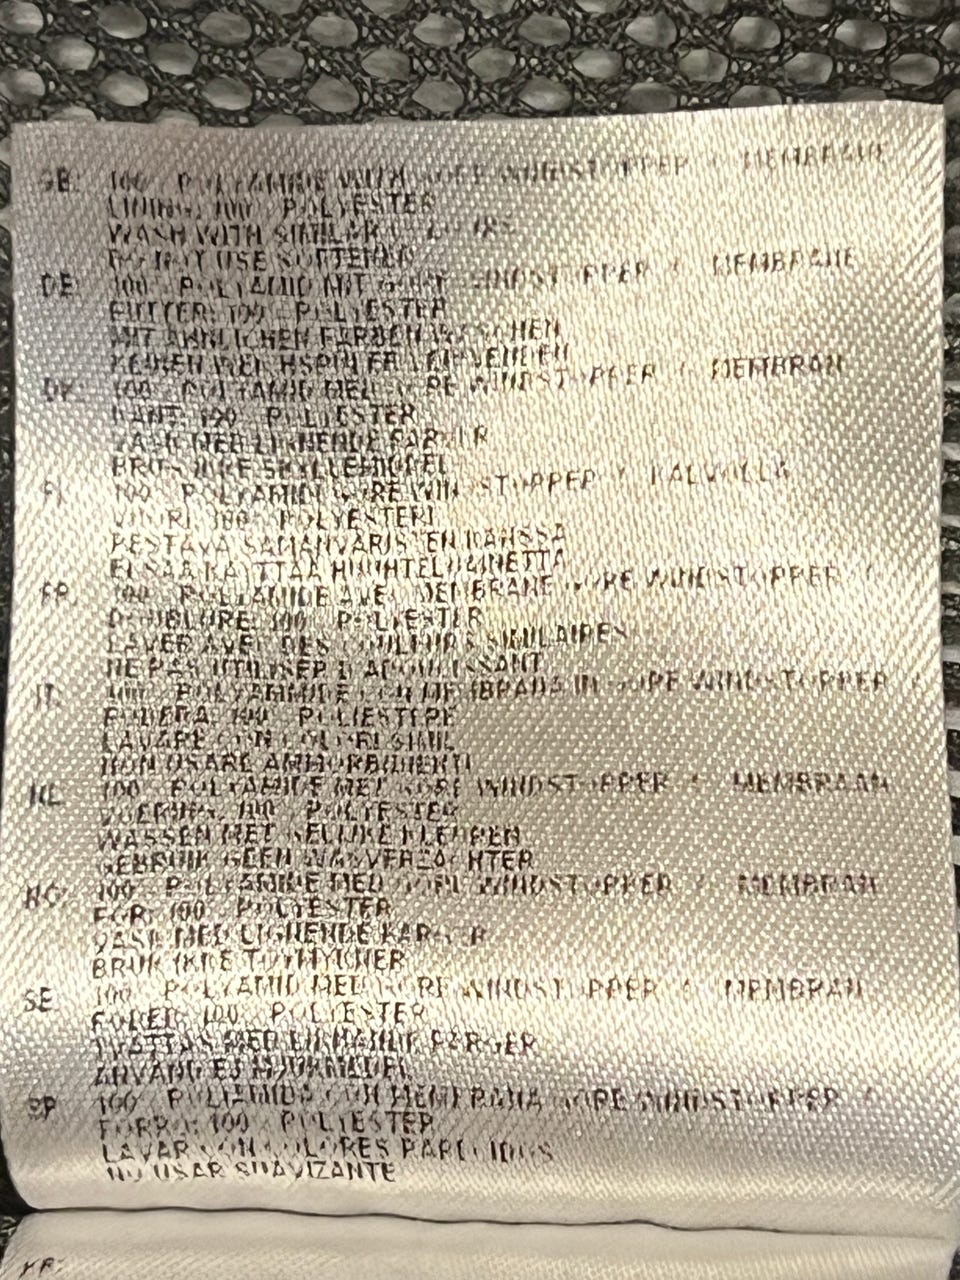 GB: 100% POLYAMIDE WITH GORE WINDSTOPPER ® MEMBRANE
LINING: 100% POLYESTER
WASH WITH SIMILAR COLOURS
DO NOT USE SOFTENER
DE: 100% POLYAMID MIT GORE WINDSTOPPER ® MEMBRANE
FUTTER: 100% POLYESTER
MIT ÄHNLICHEN FARBEN WASCHEN
KEINEN WEICHSPÜLER VERWENDEN
DK: 100% POLYAMID MED GORE WINDSTOPPER ® MEMBRAN
100% POLYESTER
VASK MED LIGNENDE FARVER
BRUG IKKE SKYLLEMIDDEL
FI: 100% POLYAMIDI GORE WINDSTOPPER ® KALVOLLA
VUORI: 100% POLYESTERI
PESTÄVÄ SAMANVÄRISTEN KANSSA
EI SAA KÄYTTÄÄ HUUHTELUAINETTA
FR: 100% POLYAMIDE AVEC MEMBRANE GORE WINDSTOPPER ®
DOUBLURE: 100% POLYESTER
LAVER AVEC DES COULEURS SIMILAIRES
NE PAS UTILISER D'ADOUCISSANT
IT: 100% POLYAMMIDE CON MEMBRANA IN GORE WINDSTOPPER ®
FODERA: 100% POLIESTERE
LAVARE CON COLORI SIMILI
NON USARE AMMORBIDENTI
NL: 100% POLYAMIDE MET GORE WINDSTOPPER ® MEMBRAAN
VOERING: 100% POLYESTER
WASSEN MET GELIJKE KLEUREN
GEBRUIK GEEN WASVERZACHTER
NO: 100% POLYAMIDE MED GORE WINDSTOPPER ® MEMBRAN
FOR: 100% POLYESTER
VASK MED LIGNENDE FARGER
BRUK IKKE TØYMYKNER
SE: 100% POLYAMID MED GORE WINDSTOPPER ® MEMBRAN
FODER: 100% POLYESTER
TVÄTTAS MED LIKNANDE FÄRGER
ANVÄND EJ SKÖLJMEDEL
SP: 100% POLIAMIDA CON MEMBRANA GORE WINDSTOPPER ®
FORRO: 100% POLIESTER
LAVAR CON COLORES PARECIDOS
NO USAR SUAVIZANTE